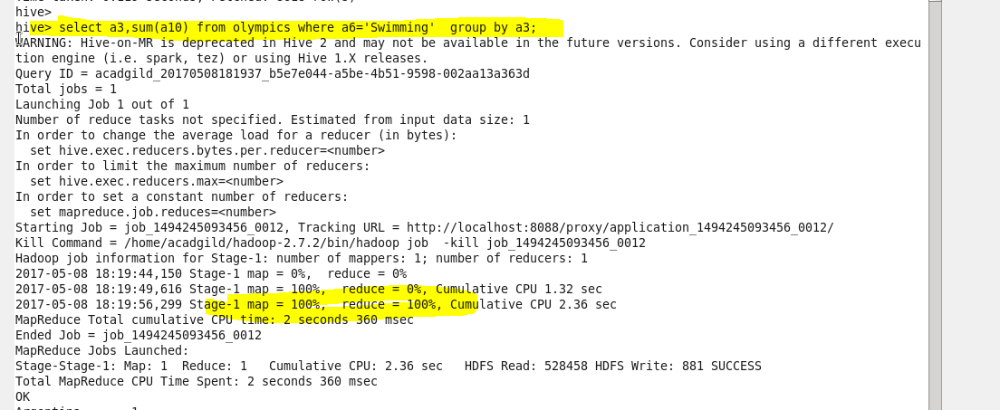 hive>
hive> select a3,sum(a10) from olympics where a6='Swimming'  group by a3;
WARNING: Hive-on-MR is deprecated in Hive 2 and may not be available in the future versions. Consider using a different execu
tion engine (i.e. spark, tez) or using Hive 1.X releases.
Query ID = acadgild_20170508181937_b5e7e044-a5be-4b51-9598-002aa13a363d
Total jobs = 1
Launching Job 1 out of 1
Number of reduce tasks not specified. Estimated from input data size: 1
In order to change the average load for a reducer (in bytes):
  set hive.exec.reducers.bytes.per.reducer=<number>
In order to limit the maximum number of reducers:
  set hive.exec.reducers.max=<number>
In order to set a constant number of reducers:
  set mapreduce.job.reduces=<number>
Starting Job = job_1494245093456_0012, Tracking URL = http://localhost:8088/proxy/application_1494245093456_0012/
Kill Command = /home/acadgild/hadoop-2.7.2/bin/hadoop job  -kill job_1494245093456_0012
Hadoop job information for Stage-1: number of mappers: 1; number of reducers: 1
2017-05-08 18:19:44,150 Stage-1 map = 0%,  reduce = 0%
2017-05-08 18:19:49,616 Stage-1 map = 100%,  reduce = 0%, Cumulative CPU 1.32 sec
2017-05-08 18:19:56,299 Stage-1 map = 100%,  reduce = 100%, Cumulative CPU 2.36 sec
MapReduce Total cumulative CPU time: 2 seconds 360 msec
Ended Job = job_1494245093456_0012
MapReduce Jobs Launched:
Stage-Stage-1: Map: 1  Reduce: 1   Cumulative CPU: 2.36 sec   HDFS Read: 528458 HDFS Write: 881 SUCCESS
Total MapReduce CPU Time Spent: 2 seconds 360 msec
OK